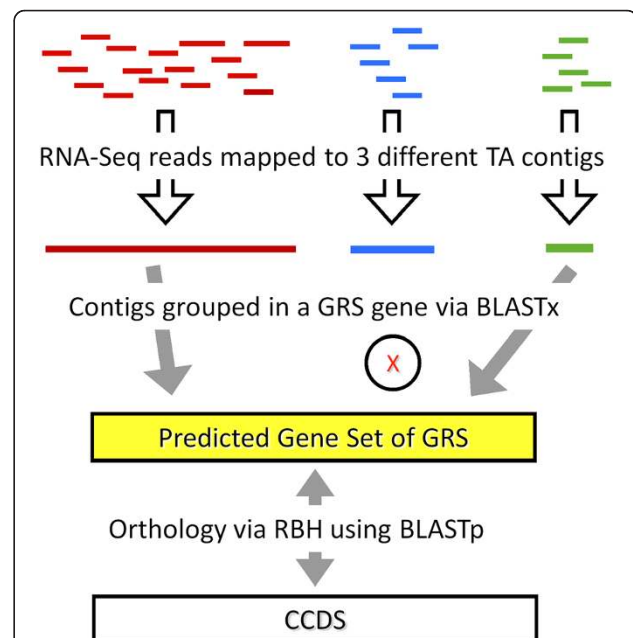 RNA-Seq reads mapped to 3 different TA contigs
Contigs grouped in a GRS gene via BLASTx
X
Predicted Gene Set of GRS
Orthology via RBH using BLASTp
CCDS